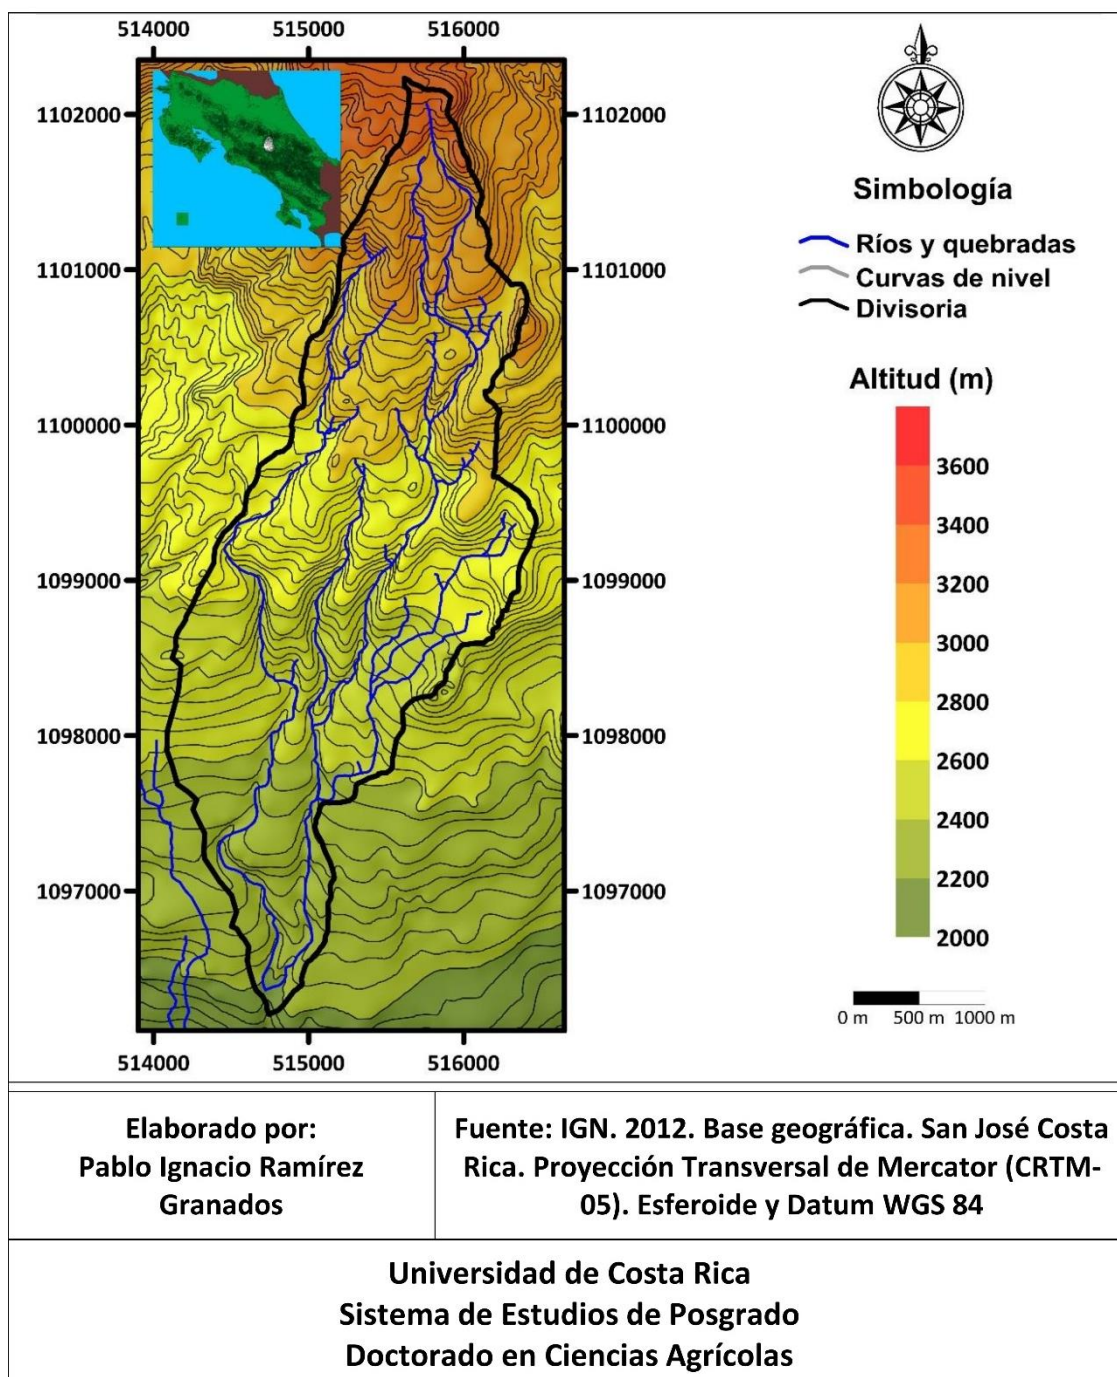 514000 515000 516000
1102000 1102000
1101000 1101000
1100000 1100000
1099000 1099000
1098000 1098000
1097000 1097000
514000 515000 516000
Simbología
Ríos y quebradas
Curvas de nivel
Divisoria
Altitud (m)
3600
3400
3200
3000
2800
2600
2400
2200
2000
0 m 500 m 1000 m
Elaborado por:
Pablo Ignacio Ramírez
Granados
Fuente: IGN. 2012. Base geográfica. San José Costa
Rica. Proyección Transversal de Mercator (CRTM-
05). Esferoide y Datum WGS 84
Universidad de Costa Rica
Sistema de Estudios de Posgrado
Doctorado en Ciencias Agrícolas